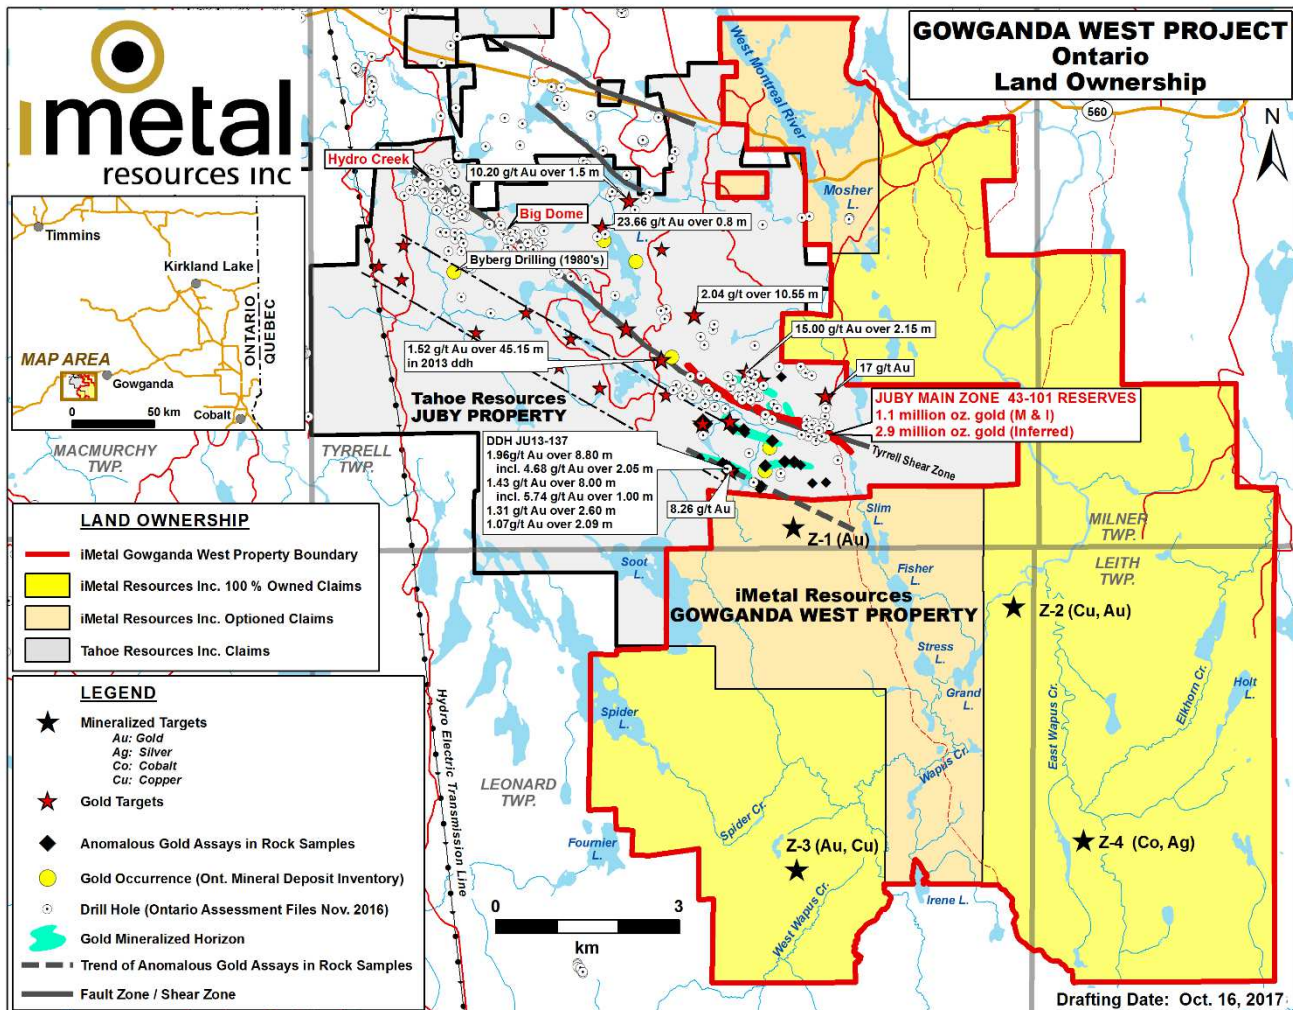 imetal
resources inc
GOWGANDA WEST PROJECT
Ontario
Land Ownership
N
560
West Montreal River
Mosher
L.
Hydro Creek
10.20 g/t Au over 1.5 m
Big Dome
23.66 g/t Au over 0.8 m
L.
Byberg Drilling (1980's)
2.04 g/t over 10.55 m
15.00 g/t Au over 2.15 m
1.52 g/t Au over 45.15 m
in 2013 ddh
17 g/t Au
Tahoe Resources
JUBY PROPERTY
JUBY MAIN ZONE 43-101 RESERVES
1.1 million oz. gold (M & I)
2.9 million oz. gold (Inferred)
Tyrrell Shear Zone
DDH JU13-137
1.96g/t Au over 8.80 m
incl. 4.68 g/t Au over 2.05 m
1.43 g/t Au over 8.00 m
incl. 5.74 g/t Au over 1.00 m
1.31 g/t Au over 2.60 m
1.07g/t Au over 2.09 m
8.26 g/t Au
Timmins
Kirkland Lake
ONTARIO
QUEBEC
MAP AREA
Gowganda
0 50 km
Cobalt
MACMURCHY
TWP.
TYRRELL
TWP.
MILNER
TWP.
LEITH
TWP.
LEONARD
TWP.
LAND OWNERSHIP
iMetal Gowganda West Property Boundary
iMetal Resources Inc. 100 % Owned Claims
iMetal Resources Inc. Optioned Claims
Tahoe Resources Inc. Claims
LEGEND
Mineralized Targets
Au: Gold
Ag: Silver
Co: Cobalt
Cu: Copper
Gold Targets
Anomalous Gold Assays in Rock Samples
Gold Occurrence (Ont. Mineral Deposit Inventory)
Drill Hole (Ontario Assessment Files Nov. 2016)
Gold Mineralized Horizon
Trend of Anomalous Gold Assays in Rock Samples
Fault Zone / Shear Zone
Hydro Electric Transmission Line
Slim
L.
Z-1 (Au)
Soot
L.
Fisher
L.
iMetal Resources
GOWGANDA WEST PROPERTY
Z-2 (Cu, Au)
Stress
L.
Grand
L.
Spider
L.
East Wapus Cr.
Elkhorn Cr.
Holt
L.
Wapus Cr.
Spider Cr.
Fournier
L.
Z-3 (Au, Cu)
Z-4 (Co, Ag)
West Wapus Cr.
Irene L.
0 3
km
Drafting Date: Oct. 16, 2017